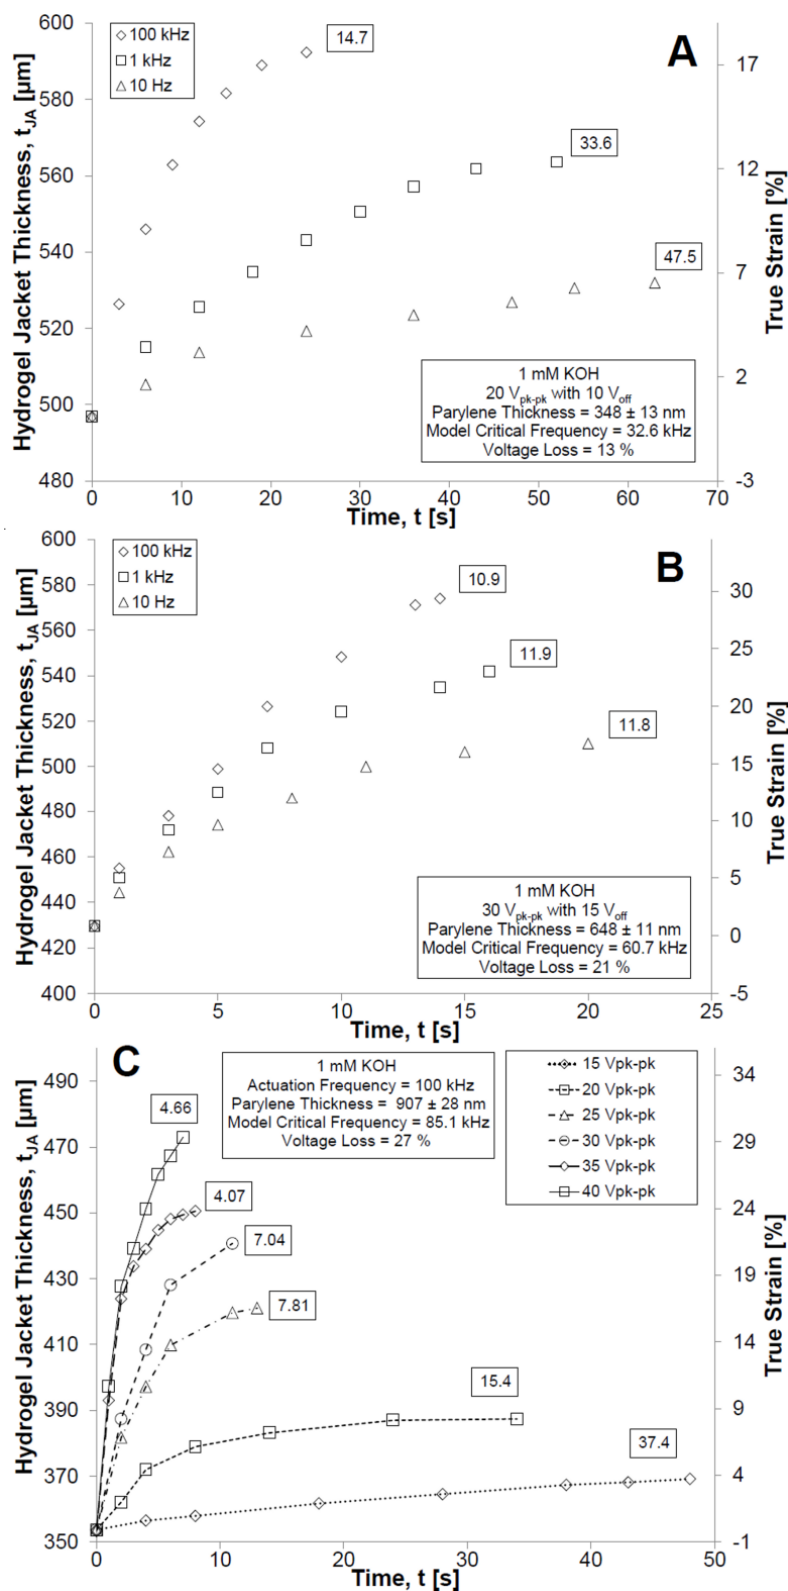 A
100 kHz
1 kHz
10 Hz
14.7
33.6
47.5
Hydrogel Jacket Thickness, t_JA [µm]
600
580
560
540
520
500
480
True Strain [%]
17
12
7
2
-3
1 mM KOH
20 V_pk-pk with 10 V_off
Parylene Thickness = 348 ± 13 nm
Model Critical Frequency = 32.6 kHz
Voltage Loss = 13 %
0 10 20 30 40 50 60 70
Time, t [s]
B
100 kHz
1 kHz
10 Hz
10.9
11.9
11.8
Hydrogel Jacket Thickness, t_JA [µm]
600
580
560
540
520
500
480
460
440
420
400
True Strain [%]
30
25
20
15
10
5
0
-5
1 mM KOH
30 V_pk-pk with 15 V_off
Parylene Thickness = 648 ± 11 nm
Model Critical Frequency = 60.7 kHz
Voltage Loss = 21 %
0 5 10 15 20 25
Time, t [s]
C
1 mM KOH
Actuation Frequency = 100 kHz
Parylene Thickness = 907 ± 28 nm
Model Critical Frequency = 85.1 kHz
Voltage Loss = 27 %
15 Vpk-pk
20 Vpk-pk
25 Vpk-pk
30 Vpk-pk
35 Vpk-pk
40 Vpk-pk
4.66
4.07
7.04
7.81
15.4
37.4
Hydrogel Jacket Thickness, t_JA [µm]
490
470
450
430
410
390
370
350
True Strain [%]
34
29
24
19
14
9
4
-1
0 10 20 30 40 50
Time, t [s]